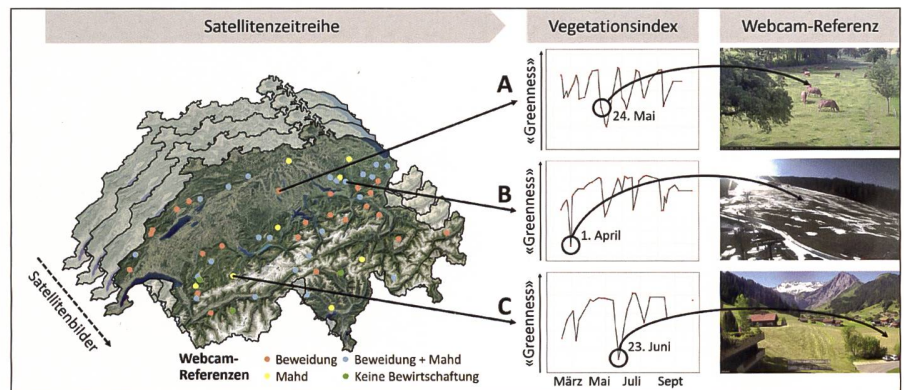 Satellitenzeitreihe
Vegetationsindex
Webcam-Referenz
A
«Greenness»
24. Mai
B
«Greenness»
1. April
C
«Greenness»
23. Juni
März Mai Juli Sept
Satellitenbilder
Webcam-
Referenzen
Beweidung
Beweidung + Mahd
Mahd
Keine Bewirtschaftung